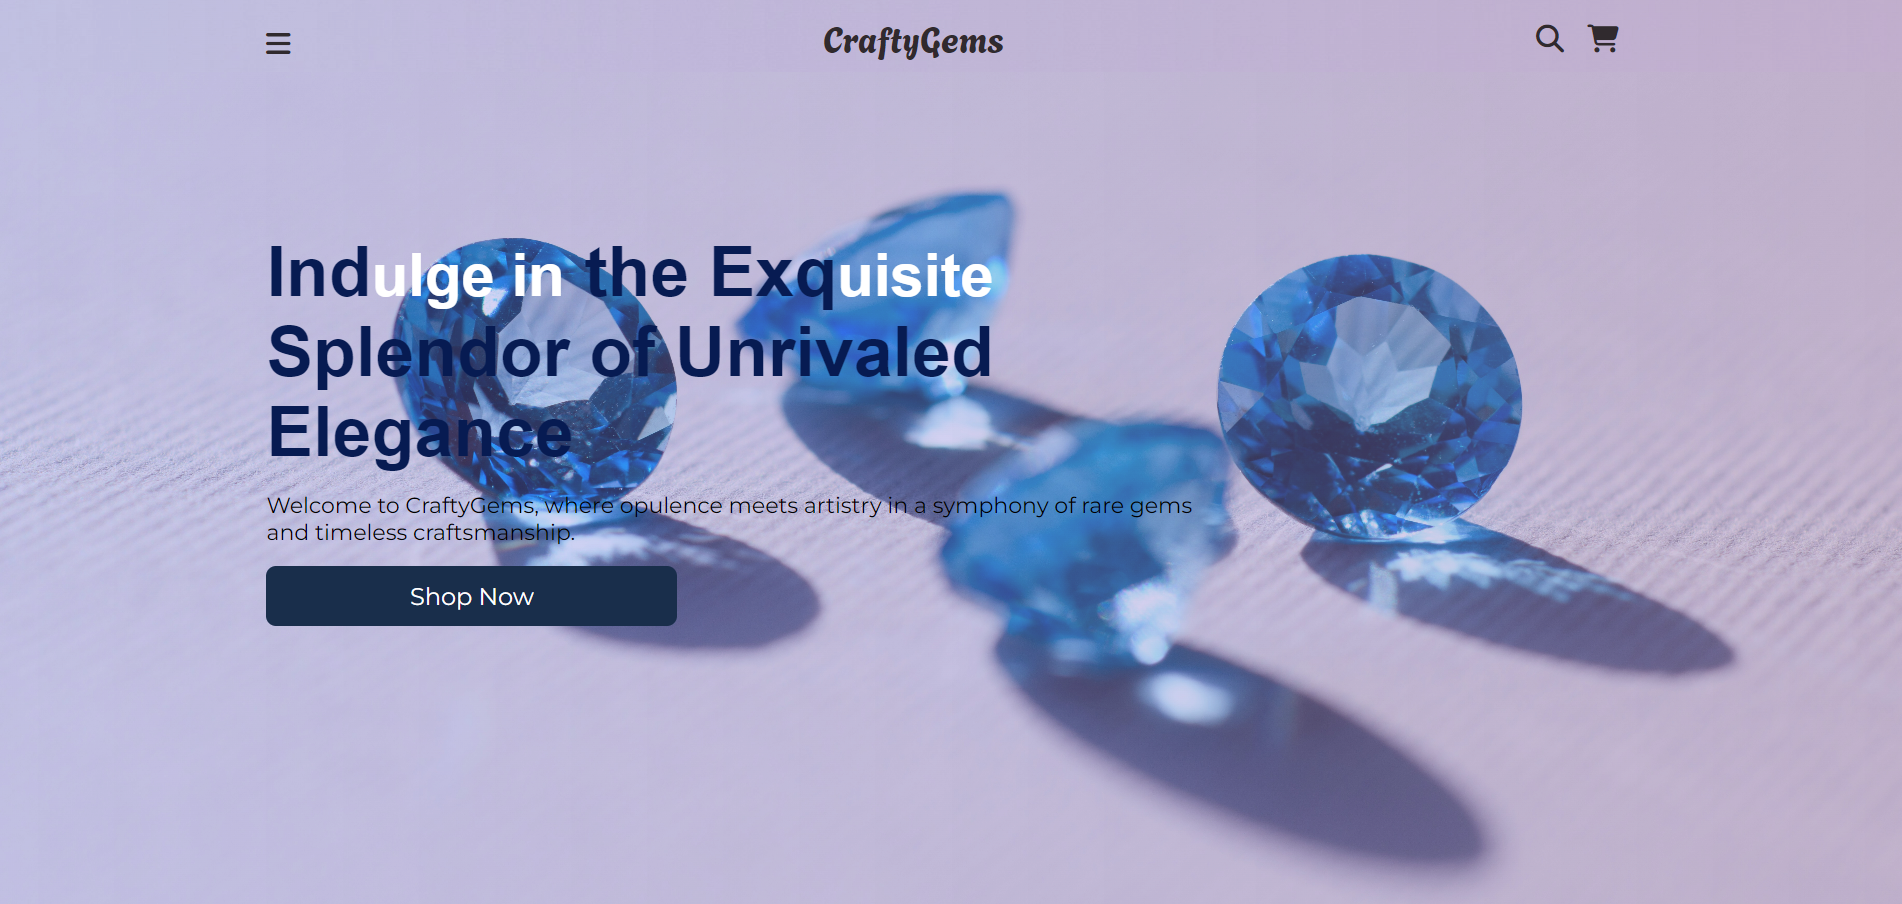 CraftyGems
Indulge in the Exquisite
Splendor of Unrivaled
Elegance
Welcome to CraftyGems, where opulence meets artistry in a symphony of rare gems
and timeless craftsmanship.
Shop Now